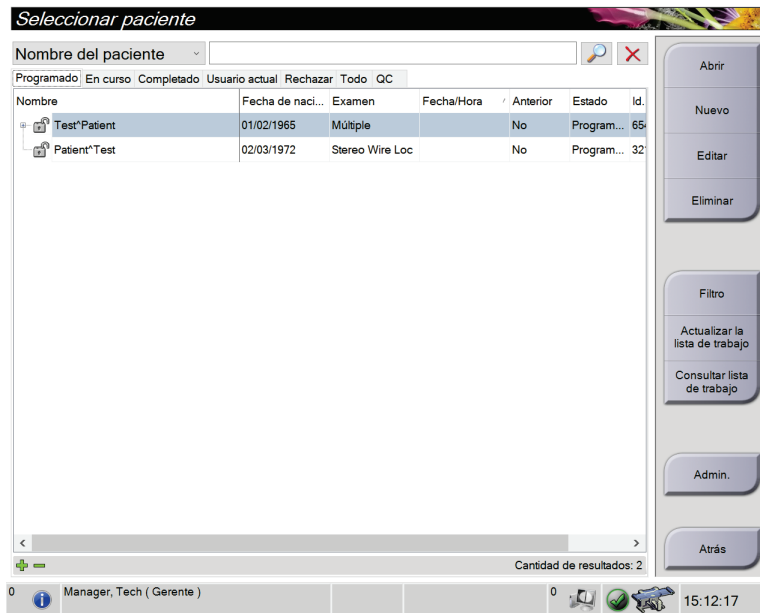 Seleccionar paciente
Nombre del paciente
Programado En curso Completado Usuario actual Rechazar Todo QC
Nombre Fecha de naci... Examen Fecha/Hora Anterior Estado Id.
Test^Patient 01/02/1965 Múltiple No Program... 654
Patient^Test 02/03/1972 Stereo Wire Loc No Program... 321
Cantidad de resultados: 2
Abrir
Nuevo
Editar
Eliminar
Filtro
Actualizar la
lista de trabajo
Consultar lista
de trabajo
Admin.
Atrás
0 Manager, Tech ( Gerente ) 0 15:12:17